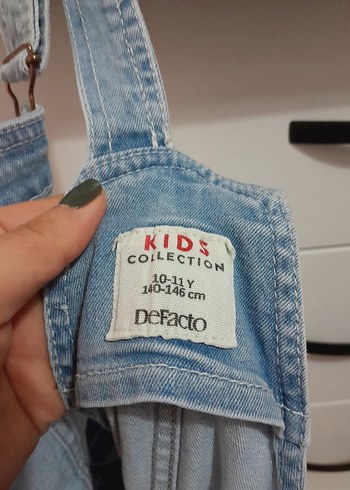 KIDS
COLLECTION
10-11 Y
140-146 cm
DeFacto